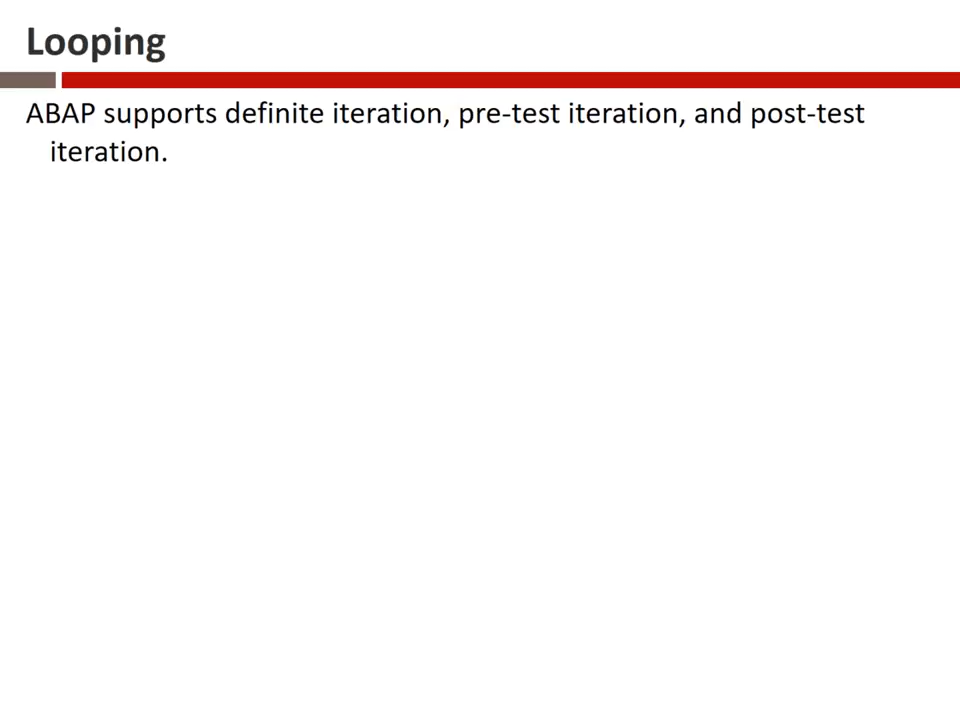 Looping
ABAP supports definite iteration, pre-test iteration, and post-test
iteration.